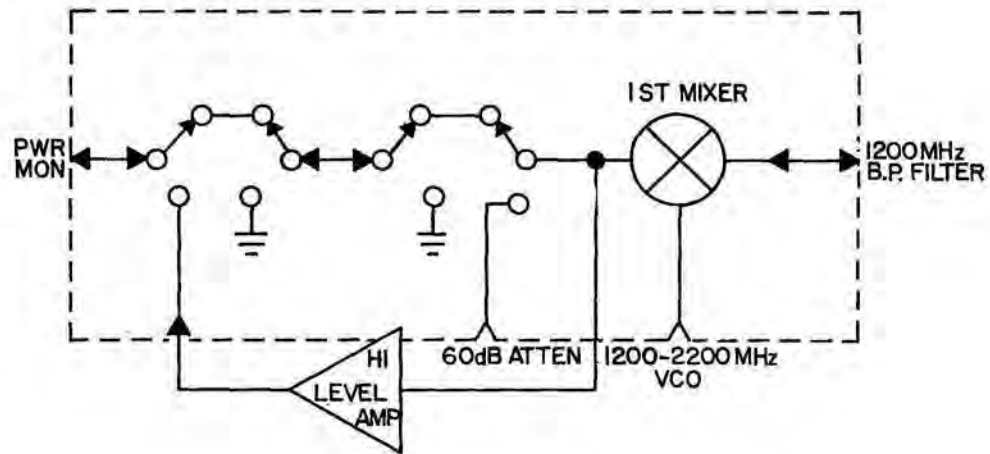 1ST MIXER
PWR
MON
1200MHz
B.P. FILTER
HI
LEVEL
AMP
60dB ATTEN
1200-2200MHz
VCO